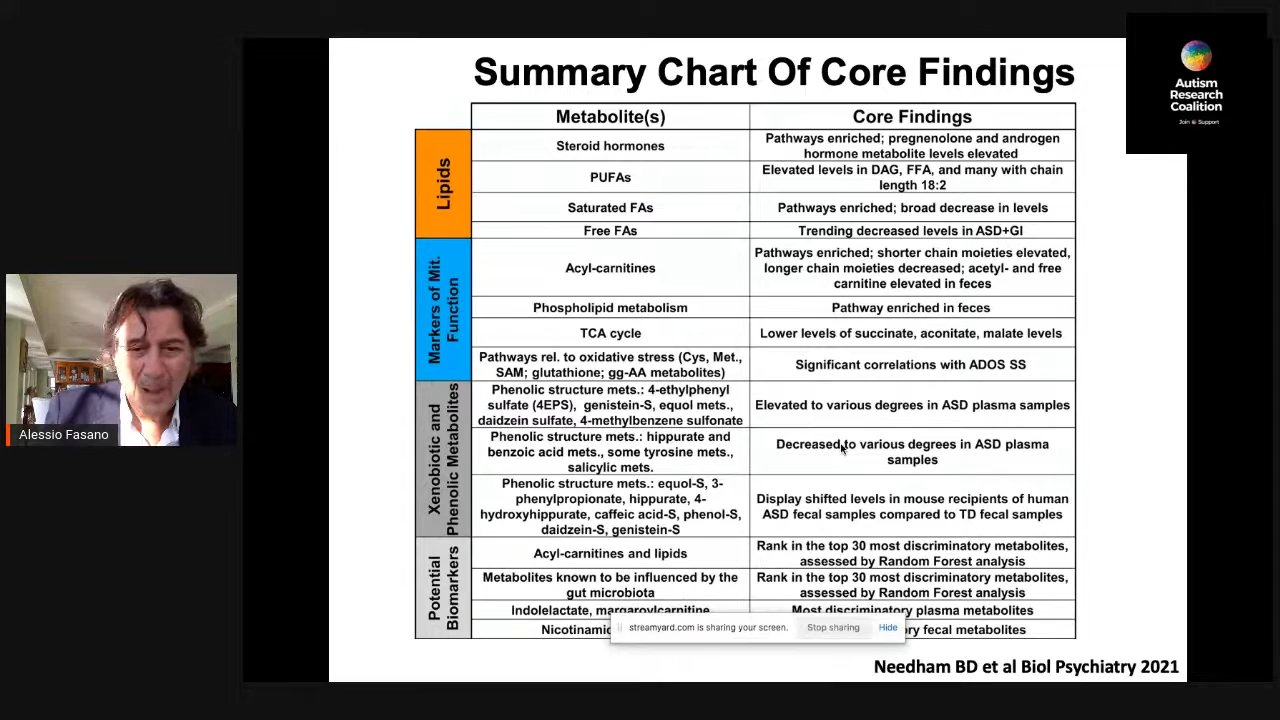 Summary Chart Of Core Findings
Autism
Research
Coalition
Join & Support
Metabolite(s)
Core Findings
Lipids
Steroid hormones
Pathways enriched; pregnenolone and androgen
hormone metabolite levels elevated
PUFAs
Elevated levels in DAG, FFA, and many with chain
length 18:2
Saturated FAs
Pathways enriched; broad decrease in levels
Free FAs
Trending decreased levels in ASD+GI
Markers of Mit.
Function
Acyl-carnitines
Pathways enriched; shorter chain moieties elevated,
longer chain moieties decreased; acetyl- and free
carnitine elevated in feces
Phospholipid metabolism
Pathway enriched in feces
TCA cycle
Lower levels of succinate, aconitate, malate levels
Pathways rel. to oxidative stress (Cys, Met.,
SAM; glutathione; gg-AA metabolites)
Significant correlations with ADOS SS
Xenobiotic and
Phenolic Metabolites
Phenolic structure mets.: 4-ethylphenyl
sulfate (4EPS), genistein-S, equol mets.,
daidzein sulfate, 4-methylbenzene sulfonate
Elevated to various degrees in ASD plasma samples
Phenolic structure mets.: hippurate and
benzoic acid mets., some tyrosine mets.,
salicylic mets.
Decreased to various degrees in ASD plasma
samples
Phenolic structure mets.: equol-S, 3-
phenylpropionate, hippurate, 4-
hydroxyhippurate, caffeic acid-S, phenol-S,
daidzein-S, genistein-S
Display shifted levels in mouse recipients of human
ASD fecal samples compared to TD fecal samples
Potential
Biomarkers
Acyl-carnitines and lipids
Rank in the top 30 most discriminatory metabolites,
assessed by Random Forest analysis
Metabolites known to be influenced by the
gut microbiota
Rank in the top 30 most discriminatory metabolites,
assessed by Random Forest analysis
Indolelactate, margaroylcarnitine
Most discriminatory plasma metabolites
fecal metabolites
streamyard.com is sharing your screen.
Stop sharing
Hide
Needham BD et al Biol Psychiatry 2021
Alessio Fasano